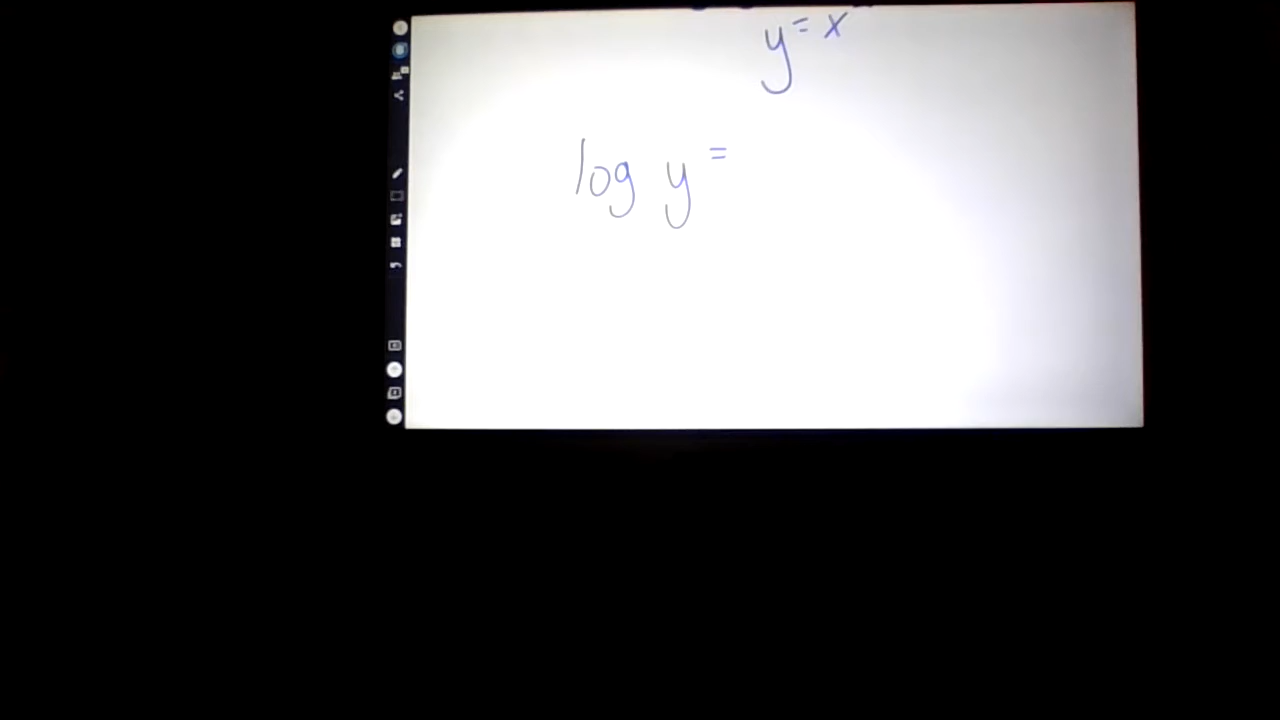 y = x
log y =